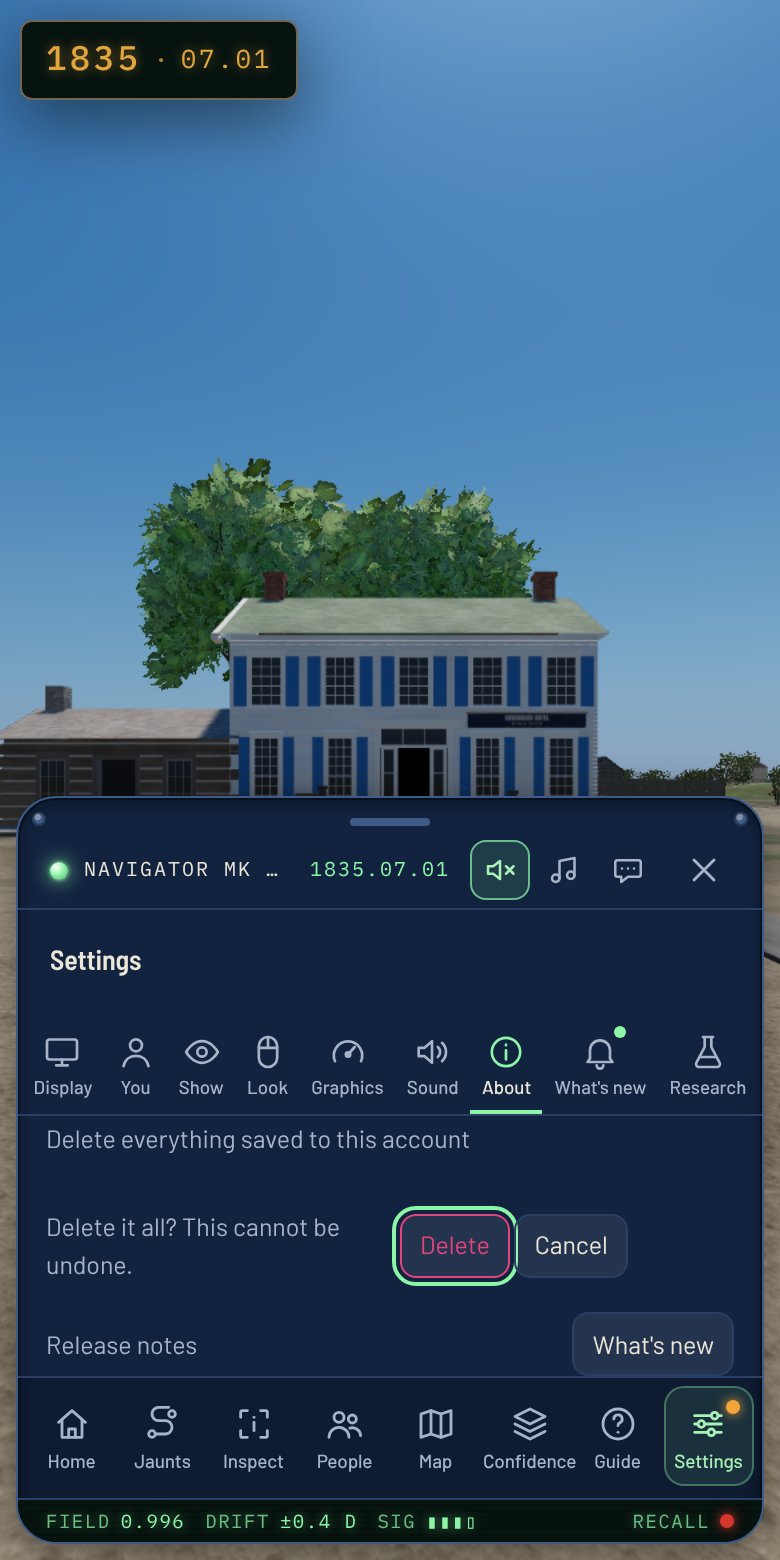 1835 · 07.01
NAVIGATOR MK … 1835.07.01
Settings
Display You Show Look Graphics Sound About What's new Research
Delete everything saved to this account
Delete it all? This cannot be
undone.
Delete Cancel
Release notes What's new
Home Jaunts Inspect People Map Confidence Guide Settings
FIELD 0.996 DRIFT ±0.4 D SIG RECALL